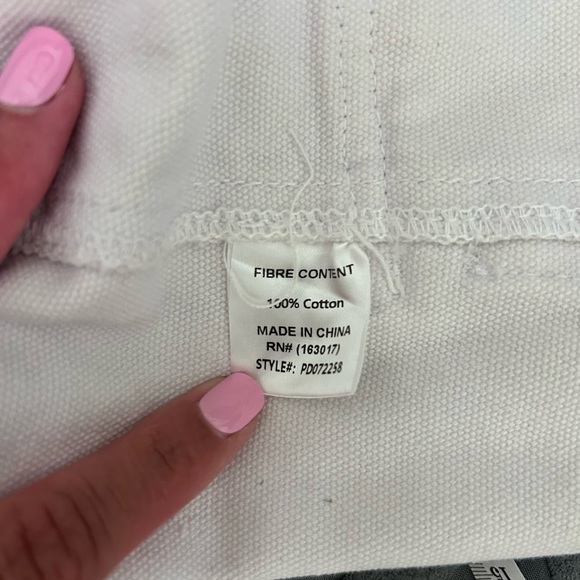 FIBRE CONTENT
100% Cotton
MADE IN CHINA
RN# (163017)
STYLE#: PD072258